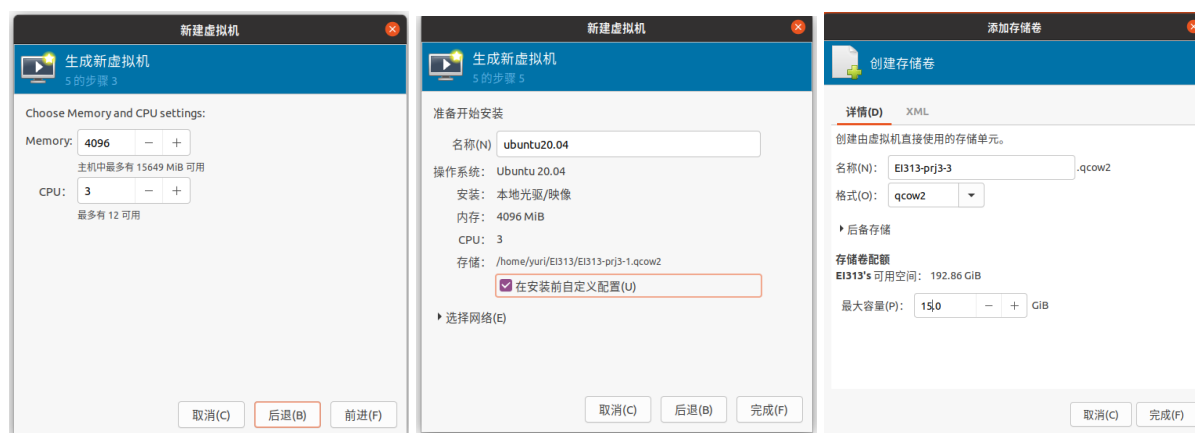 新建虚拟机
生成新虚拟机
5 的步骤 3
Choose Memory and CPU settings:
Memory: 4096 − +
主机中最多有 15649 MiB 可用
CPU: 3 − +
最多有 12 可用
取消(C) 后退(B) 前进(F)
新建虚拟机
生成新虚拟机
5 的步骤 5
准备开始安装
名称(N) ubuntu20.04
操作系统: Ubuntu 20.04
安装: 本地光驱/映像
内存: 4096 MiB
CPU: 3
存储: /home/yuri/EI313/EI313-prj3-1.qcow2
在安装前自定义配置(U)
选择网络(E)
取消(C) 后退(B) 完成(F)
添加存储卷
创建存储卷
详情(D) XML
创建由虚拟机直接使用的存储单元。
名称(N): EI313-prj3-3 .qcow2
格式(O): qcow2
后备存储
存储卷配额
EI313's 可用空间: 192.86 GiB
最大容量(P): 15.0 − + GiB
取消(C) 完成(F)